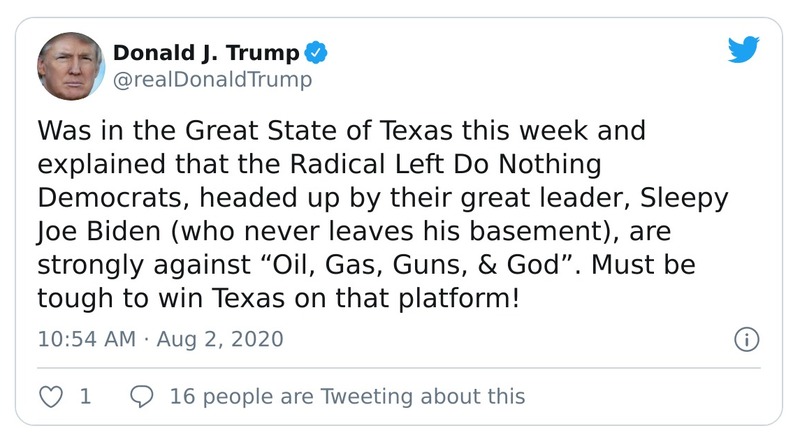 Donald J. Trump
@realDonaldTrump
Was in the Great State of Texas this week and
explained that the Radical Left Do Nothing
Democrats, headed up by their great leader, Sleepy
Joe Biden (who never leaves his basement), are
strongly against “Oil, Gas, Guns, & God”. Must be
tough to win Texas on that platform!
10:54 AM · Aug 2, 2020
1 16 people are Tweeting about this